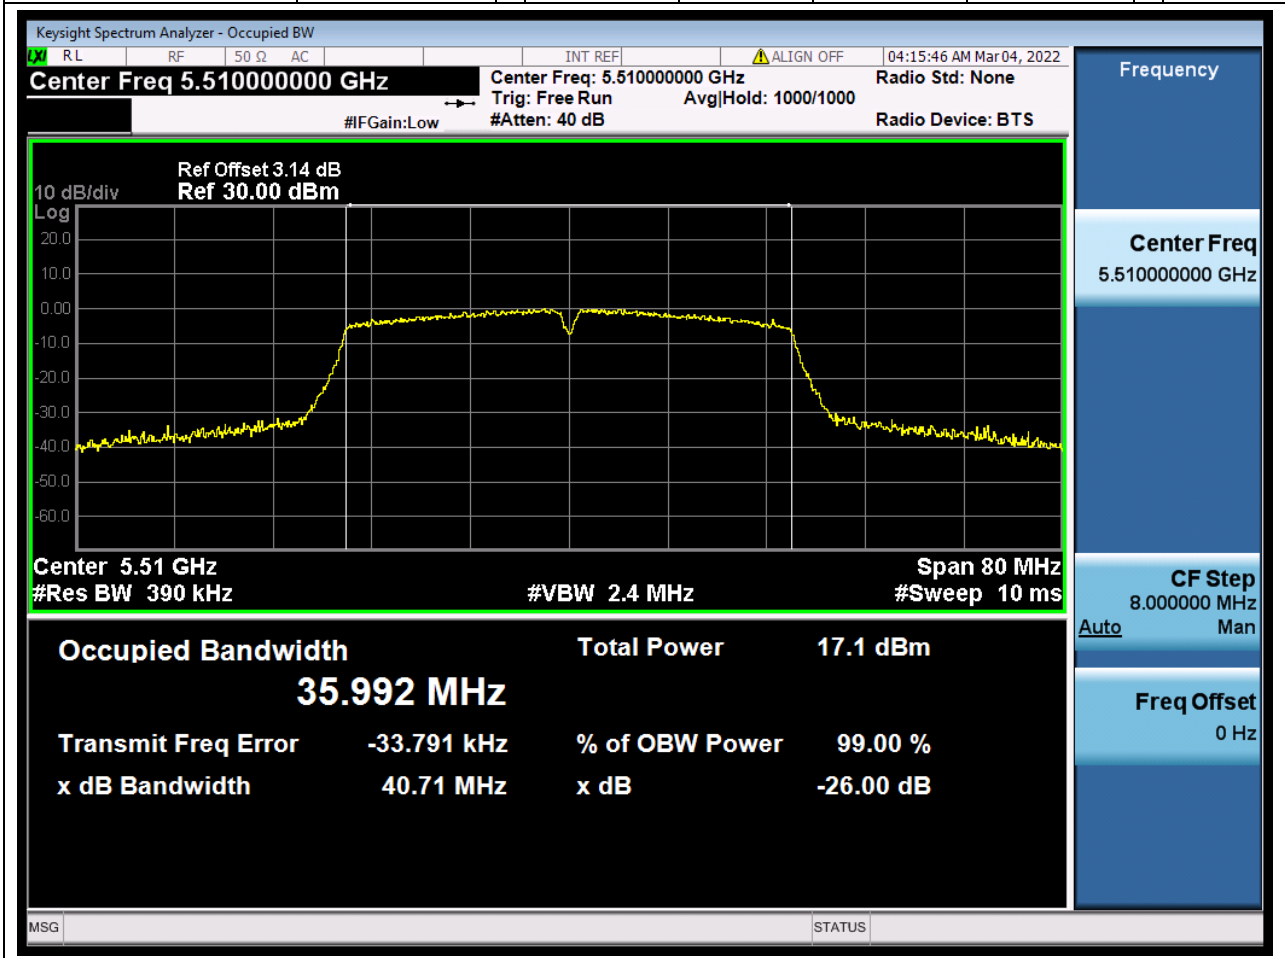 Keysight Spectrum Analyzer - Occupied BW
LXI RL RF 50 Ω AC INT REF ALIGN OFF 04:15:46 AM Mar 04, 2022
Center Freq 5.510000000 GHz
Center Freq: 5.510000000 GHz
Radio Std: None
Trig: Free Run Avg|Hold: 1000/1000
#IFGain:Low
#Atten: 40 dB
Radio Device: BTS
Ref Offset 3.14 dB
10 dB/div Ref 30.00 dBm
Log
20.0
10.0
0.00
-10.0
-20.0
-30.0
-40.0
-50.0
-60.0
Center 5.51 GHz Span 80 MHz
#Res BW 390 kHz #VBW 2.4 MHz #Sweep 10 ms
Occupied Bandwidth Total Power 17.1 dBm
35.992 MHz
Transmit Freq Error -33.791 kHz % of OBW Power 99.00 %
x dB Bandwidth 40.71 MHz x dB -26.00 dB
MSG STATUS
Frequency
Center Freq
5.510000000 GHz
CF Step
8.000000 MHz
Auto Man
Freq Offset
0 Hz